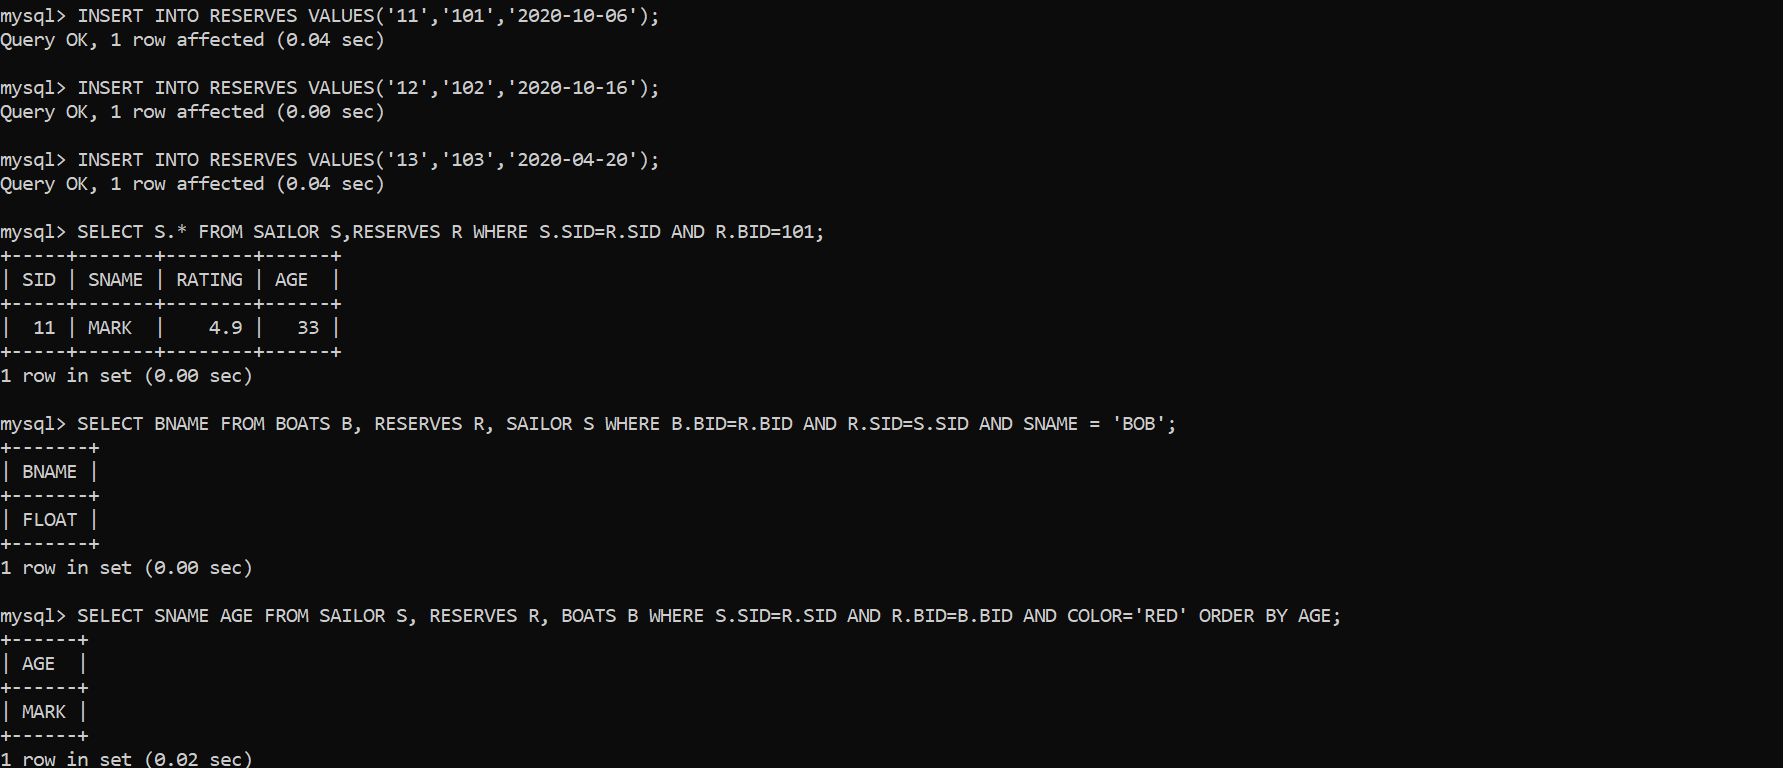 mysql> INSERT INTO RESERVES VALUES('11','101','2020-10-06');
Query OK, 1 row affected (0.04 sec)

mysql> INSERT INTO RESERVES VALUES('12','102','2020-10-16');
Query OK, 1 row affected (0.00 sec)

mysql> INSERT INTO RESERVES VALUES('13','103','2020-04-20');
Query OK, 1 row affected (0.04 sec)

mysql> SELECT S.* FROM SAILOR S,RESERVES R WHERE S.SID=R.SID AND R.BID=101;
+-----+-------+--------+------+
| SID | SNAME | RATING | AGE  |
+-----+-------+--------+------+
|  11 | MARK  |    4.9 |   33 |
+-----+-------+--------+------+
1 row in set (0.00 sec)

mysql> SELECT BNAME FROM BOATS B, RESERVES R, SAILOR S WHERE B.BID=R.BID AND R.SID=S.SID AND SNAME = 'BOB';
+-------+
| BNAME |
+-------+
| FLOAT |
+-------+
1 row in set (0.00 sec)

mysql> SELECT SNAME AGE FROM SAILOR S, RESERVES R, BOATS B WHERE S.SID=R.SID AND R.BID=B.BID AND COLOR='RED' ORDER BY AGE;
+------+
| AGE  |
+------+
| MARK |
+------+
1 row in set (0.02 sec)